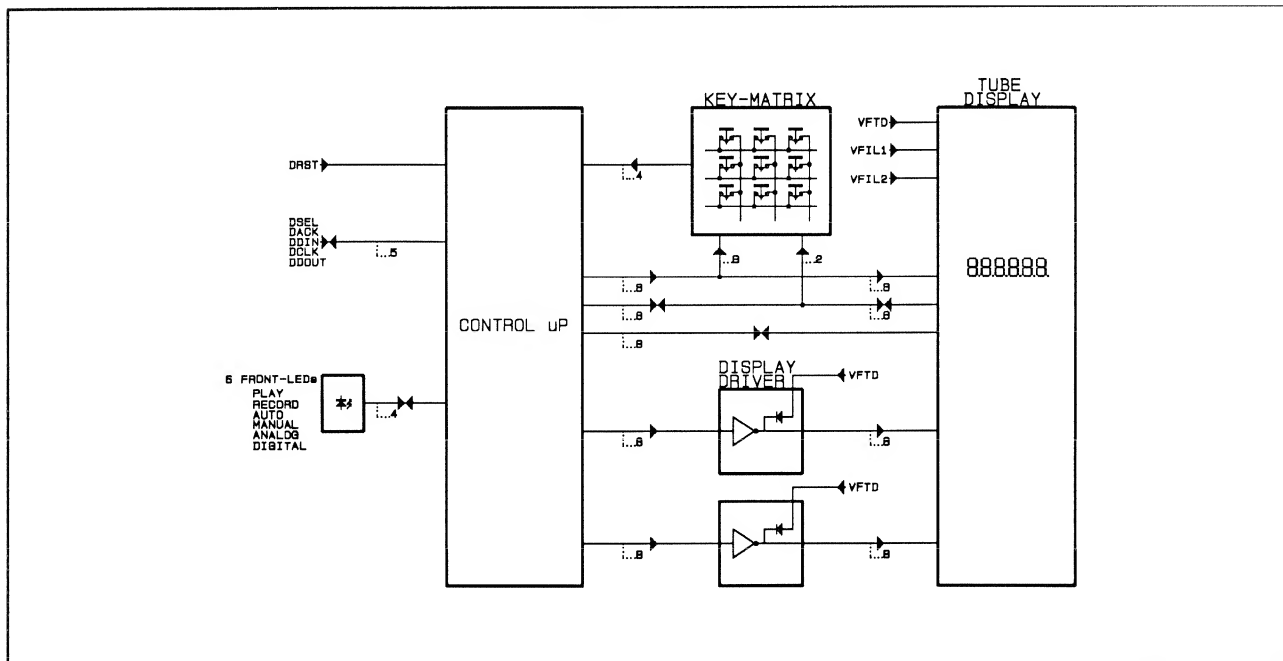 KEY-MATRIX
TUBE
DISPLAY
VFTD
VFIL1
VFIL2
DRST
...4
DSEL
DACK
DDIN
DCLK
DDOUT
...5
...8
...2
...8
...8
888888
...8
...8
CONTROL uP
...8
6 FRONT-LEDs
PLAY
RECORD
AUTO
MANUAL
ANALOG
DIGITAL
...4
DISPLAY
DRIVER
VFTD
...8
...8
VFTD
...8
...8